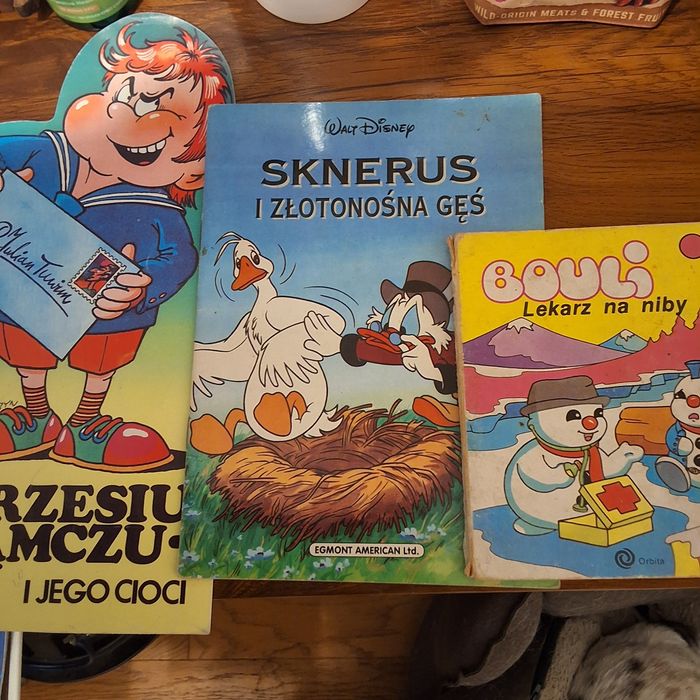 WILD-ORIGIN MEATS & FOREST FRU
Julian Tuwim
RZESIU
AMCZU
I JEGO CIOCI
WALT DISNEY
SKNERUS
I ZŁOTONOŚNA GĘŚ
EGMONT AMERICAN Ltd.
BOULI
Lekarz na niby
Orbita